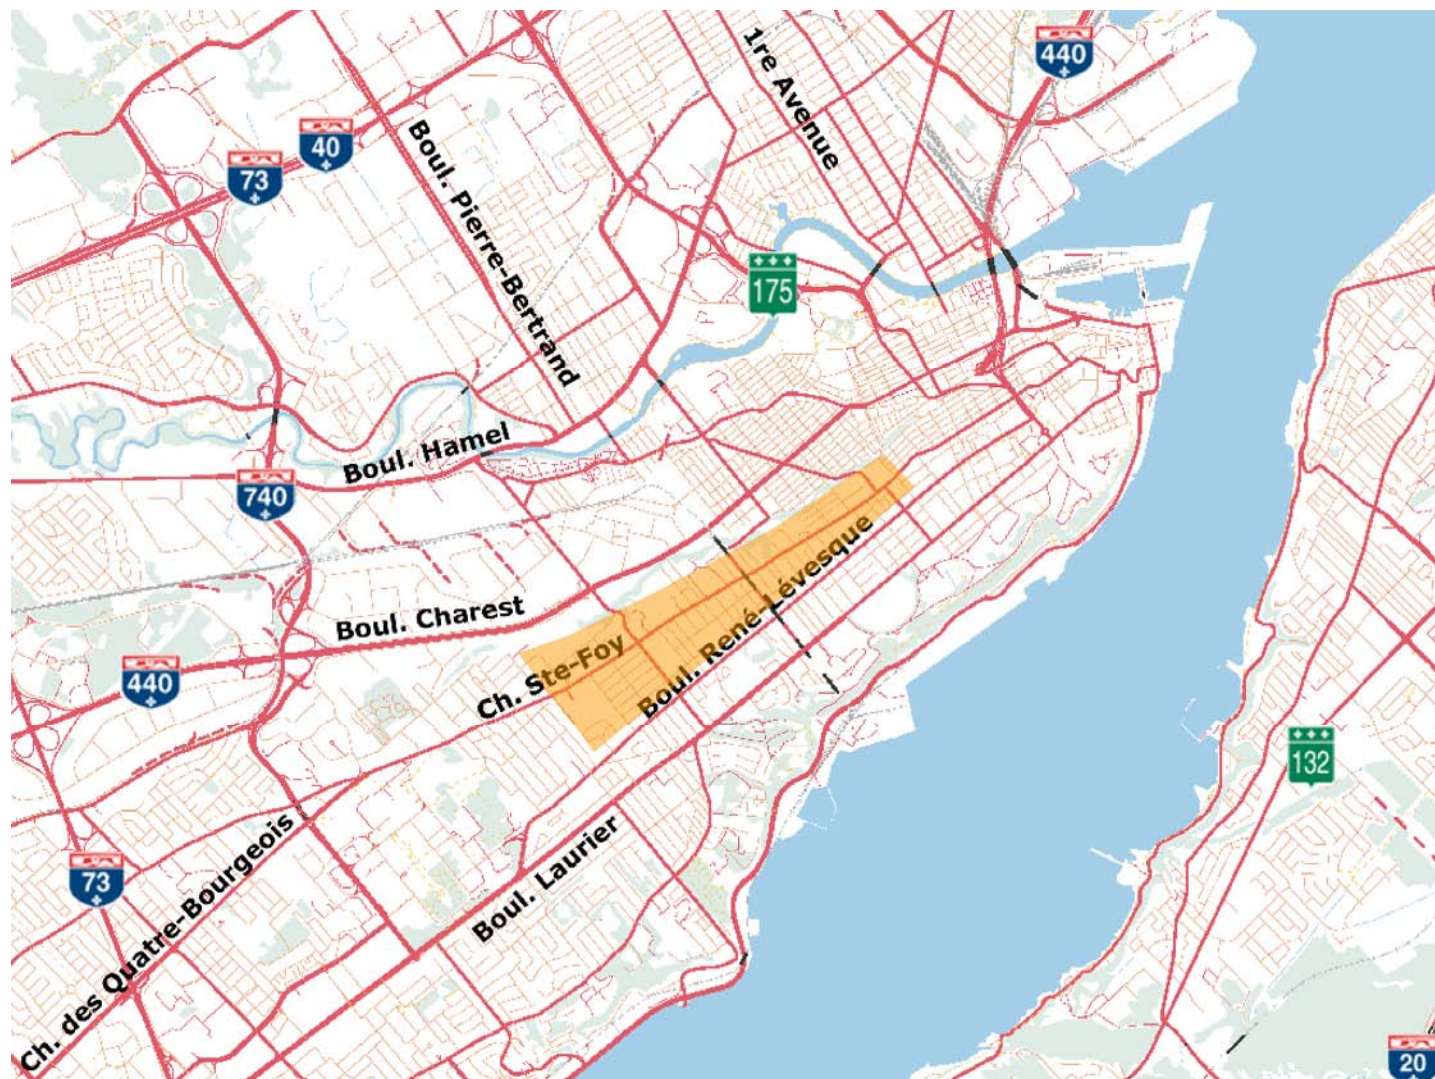 440
1re Avenue
40
73
Boul. Pierre-Bertrand
175
Boul. Hamel
740
Boul. René-Lévesque
Boul. Charest
Ch. Ste-Foy
440
132
73
Boul. Laurier
Ch. des Quatre-Bourgeois
20